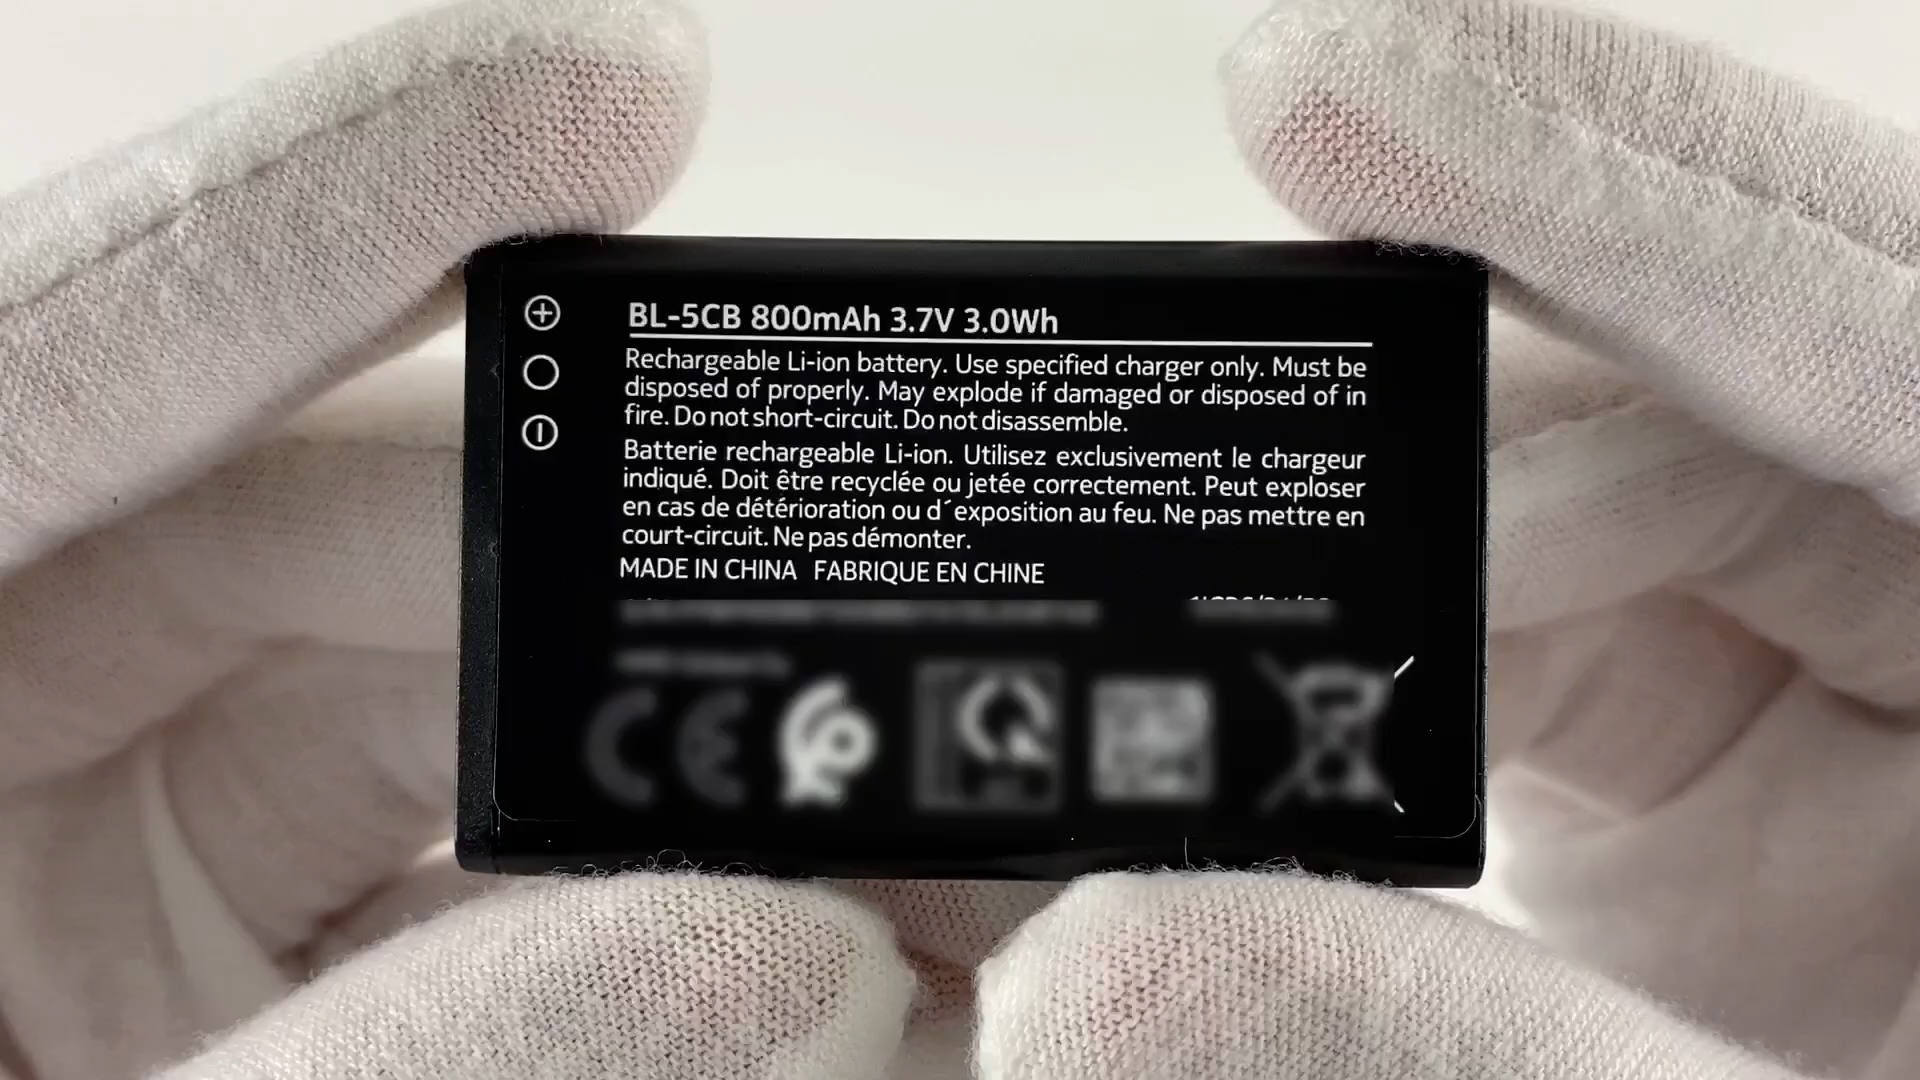 BL-5CB 800mAh 3.7V 3.0Wh
Rechargeable Li-ion battery. Use specified charger only. Must be
disposed of properly. May explode if damaged or disposed of in
fire. Do not short-circuit. Do not disassemble.
Batterie rechargeable Li-ion. Utilisez exclusivement le chargeur
indiqué. Doit être recyclée ou jetée correctement. Peut exploser
en cas de détérioration ou d´exposition au feu. Ne pas mettre en
court-circuit. Ne pas démonter.
MADE IN CHINA FABRIQUE EN CHINE